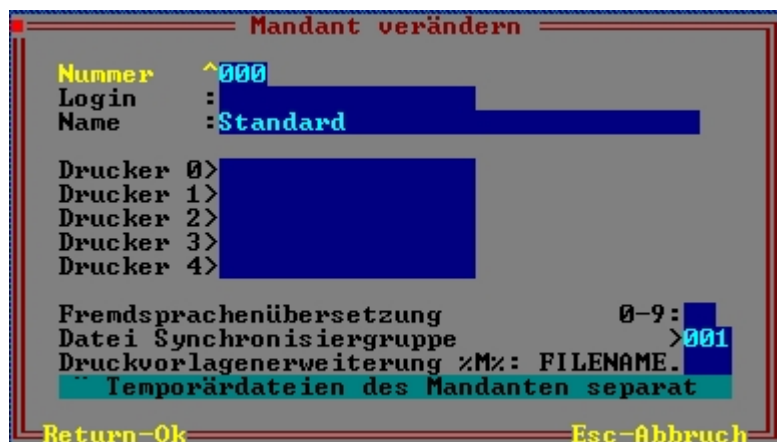 Mandant verändern
Nummer ^000
Login :
Name :Standard
Drucker 0>
Drucker 1>
Drucker 2>
Drucker 3>
Drucker 4>
Fremdsprachenübersetzung 0-9:
Datei Synchronisiergruppe >001
Druckvorlagenerweiterung %M%: FILENAME.
¨ Temporärdateien des Mandanten separat
Return-Ok Esc-Abbruch